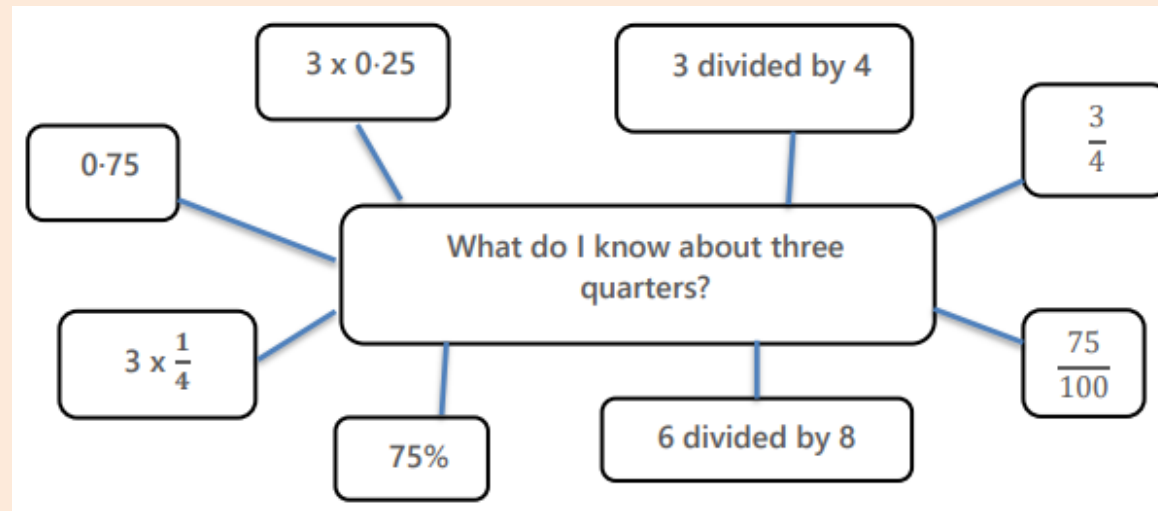 3 x 0·25
3 divided by 4
3/4
0·75
What do I know about three
quarters?
3 x 1/4
75/100
75%
6 divided by 8